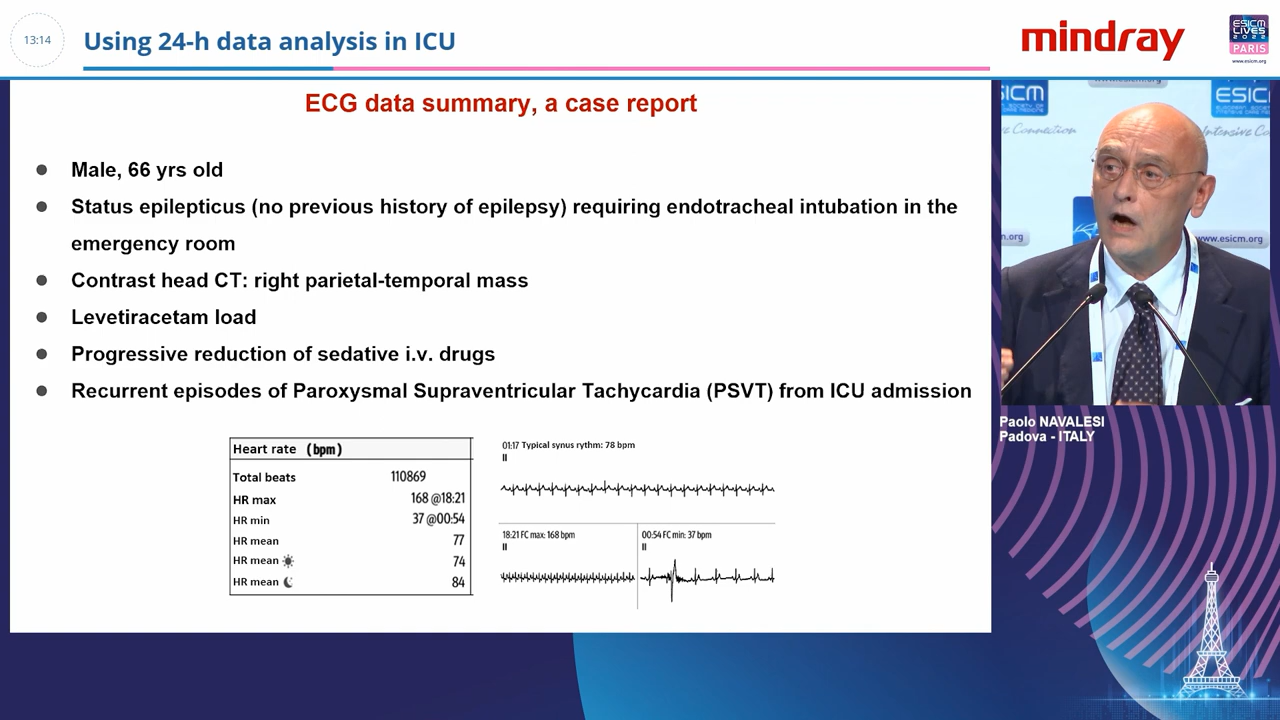 13:14
Using 24-h data analysis in ICU
mindray
ESICM
LIVES
2022
PARIS
www.esicm.org
ECG data summary, a case report
Male, 66 yrs old
Status epilepticus (no previous history of epilepsy) requiring endotracheal intubation in the
emergency room
Contrast head CT: right parietal-temporal mass
Levetiracetam load
Progressive reduction of sedative i.v. drugs
Recurrent episodes of Paroxysmal Supraventricular Tachycardia (PSVT) from ICU admission
Heart rate (bpm)
Total beats 110869
HR max 168 @18:21
HR min 37 @00:54
HR mean 77
HR mean 74
HR mean 84
01:17 Typical synus rythm: 78 bpm
II
18:21 FC max: 168 bpm
II
00:54 FC min: 37 bpm
II
www.esicm.org
Paolo NAVALESI
Padova - ITALY